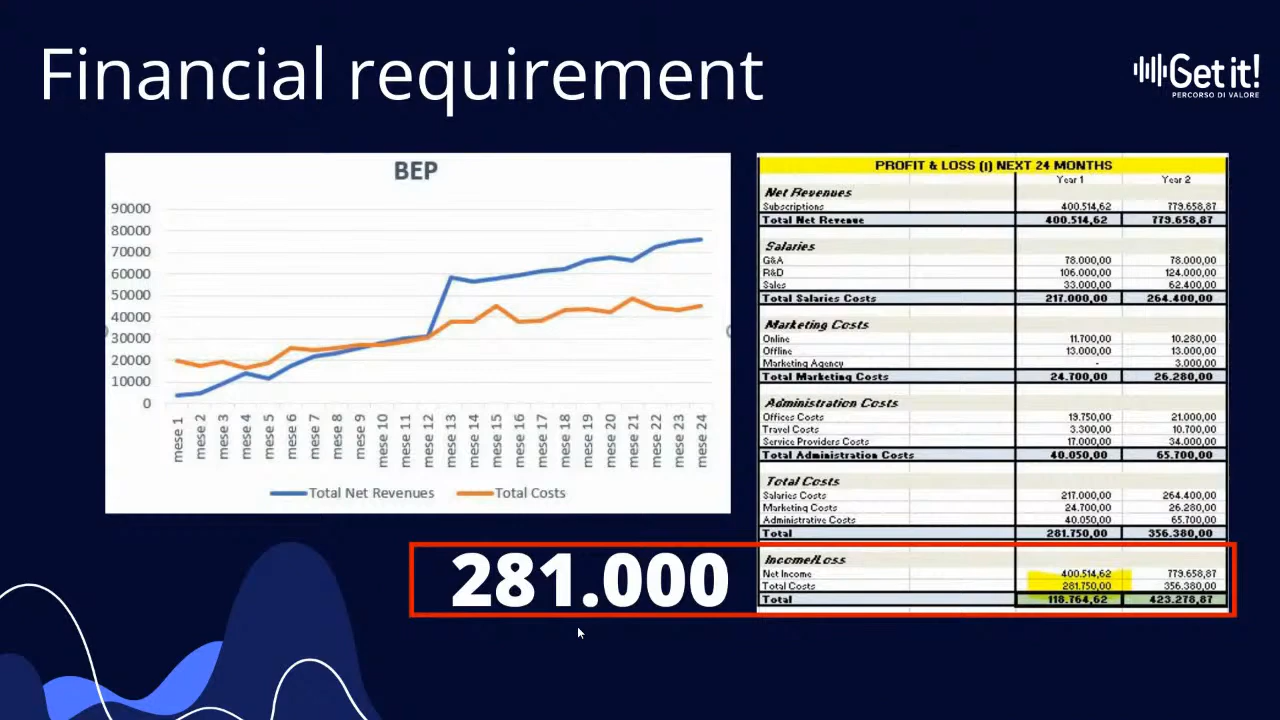 Financial requirement
Get it!
PERCORSO DI VALORE
BEP
90000
80000
70000
60000
50000
40000
30000
20000
10000
0
mese 1
mese 2
mese 3
mese 4
mese 5
mese 6
mese 7
mese 8
mese 9
mese 10
mese 11
mese 12
mese 13
mese 14
mese 15
mese 16
mese 17
mese 18
mese 19
mese 20
mese 21
mese 22
mese 23
mese 24
Total Net Revenues Total Costs
PROFIT & LOSS (I) NEXT 24 MONTHS
Year 1 Year 2
Net Revenues
Subscriptions 400.514,62 779.658,87
Total Net Revenue 400.514,62 779.658,87
Salaries
G&A 78.000,00 78.000,00
R&D 106.000,00 124.000,00
Sales 33.000,00 62.400,00
Total Salaries Costs 217.000,00 264.400,00
Marketing Costs
Online 11.700,00 10.280,00
Offline 13.000,00 13.000,00
Marketing Agency - 3.000,00
Total Marketing Costs 24.700,00 26.280,00
Administration Costs
Offices Costs 19.750,00 21.000,00
Travel Costs 3.300,00 10.700,00
Service Providers Costs 17.000,00 34.000,00
Total Administration Costs 40.050,00 65.700,00
Total Costs
Salaries Costs 217.000,00 264.400,00
Marketing Costs 24.700,00 26.280,00
Administrative Costs 40.050,00 65.700,00
Total 281.750,00 356.380,00
Income/Loss
Net Income 400.514,62 779.658,87
Total Costs 281.750,00 356.380,00
Total 118.764,62 423.278,87
281.000